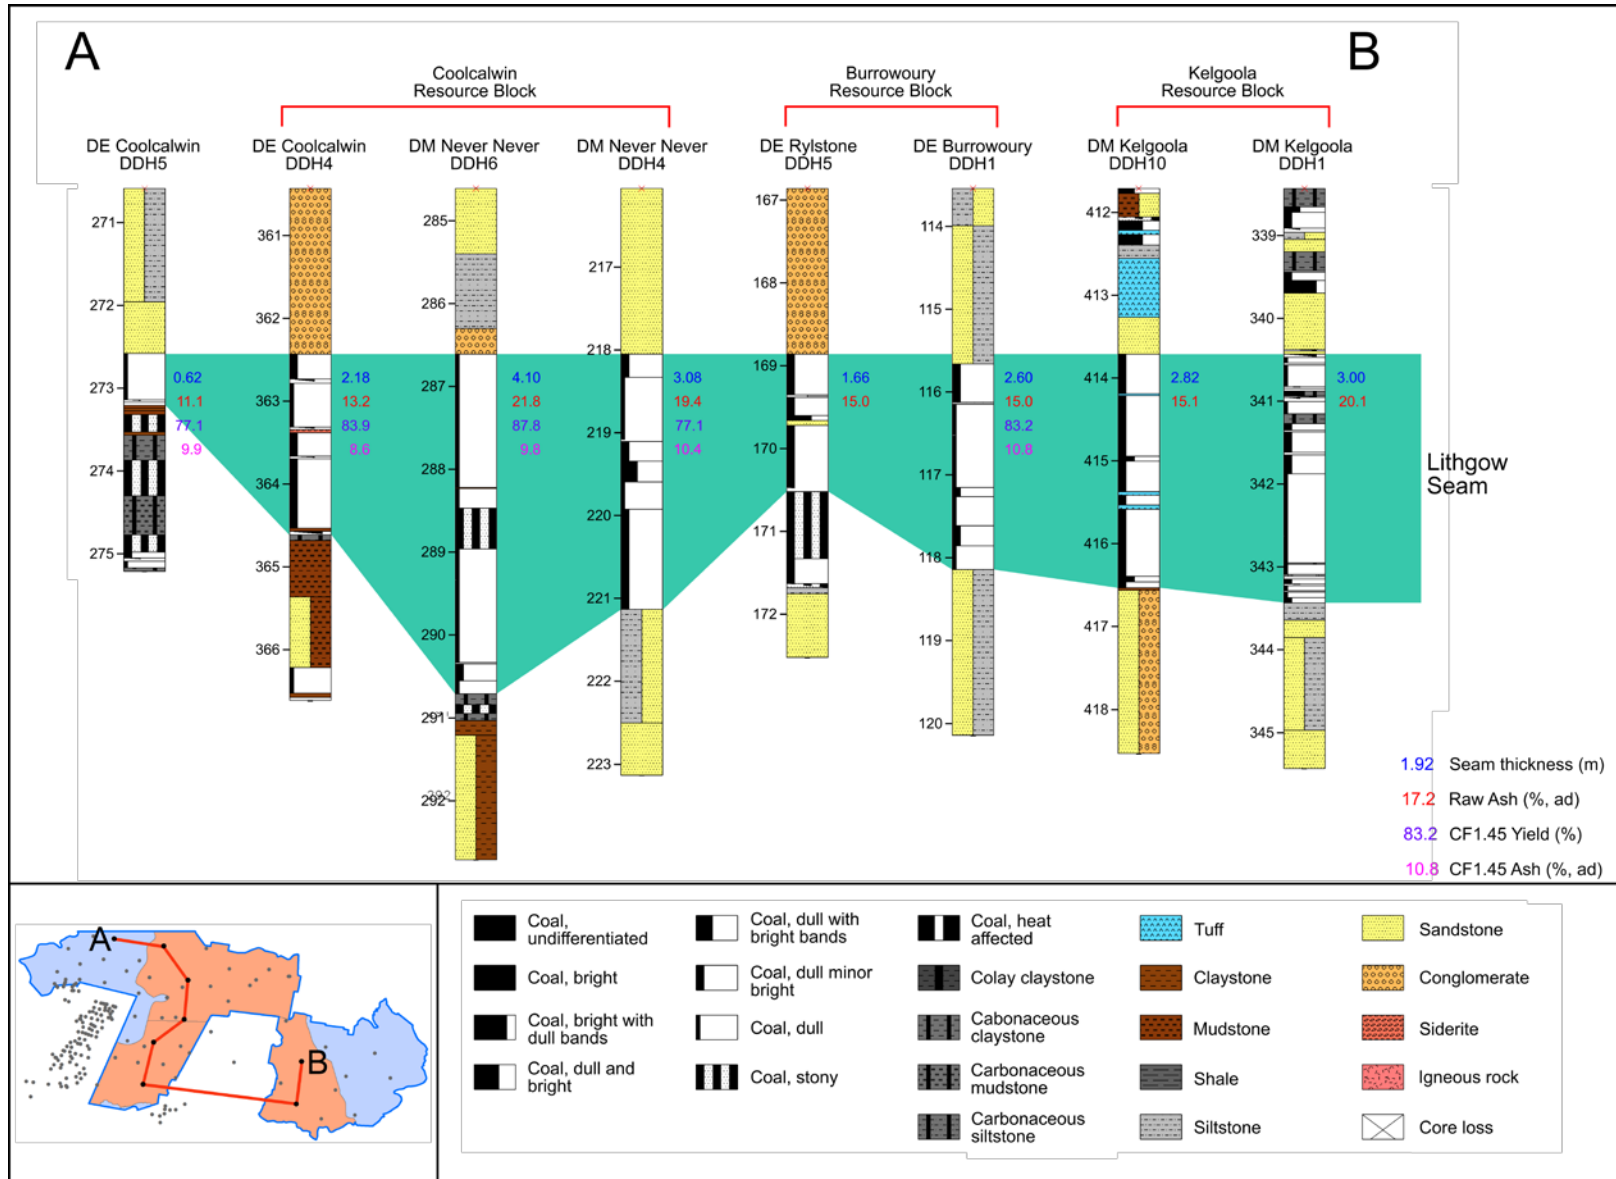 A
B
Coolcalwin
Resource Block
Burrowoury
Resource Block
Kelgoola
Resource Block
DE Coolcalwin
DDH5
DE Coolcalwin
DDH4
DM Never Never
DDH6
DM Never Never
DDH4
DE Rylstone
DDH5
DE Burrowoury
DDH1
DM Kelgoola
DDH10
DM Kelgoola
DDH1
271
272
273
274
275
0.62
11.1
77.1
9.9
361
362
363
364
365
366
2.18
13.2
83.9
8.6
285
286
287
288
289
290
291
292
4.10
21.8
87.8
9.8
217
218
219
220
221
222
223
3.08
19.4
77.1
10.4
167
168
169
170
171
172
1.66
15.0
114
115
116
117
118
119
120
2.60
15.0
83.2
10.8
412
413
414
415
416
417
418
2.82
15.1
339
340
341
342
343
344
345
3.00
20.1
Lithgow
Seam
1.92 Seam thickness (m)
17.2 Raw Ash (%, ad)
83.2 CF1.45 Yield (%)
10.8 CF1.45 Ash (%, ad)
A
B
Coal,
undifferentiated
Coal, bright
Coal, bright with
dull bands
Coal, dull and
bright
Coal, dull with
bright bands
Coal, dull minor
bright
Coal, dull
Coal, stony
Coal, heat
affected
Colay claystone
Cabonaceous
claystone
Carbonaceous
mudstone
Carbonaceous
siltstone
Tuff
Claystone
Mudstone
Shale
Siltstone
Sandstone
Conglomerate
Siderite
Igneous rock
Core loss